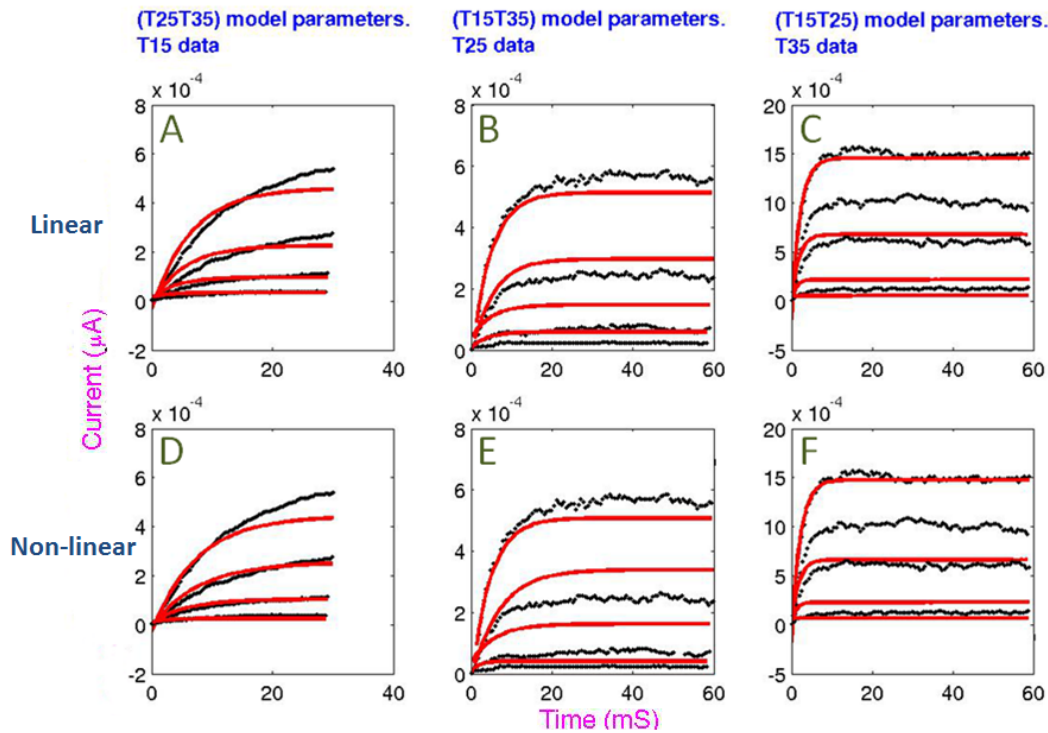 (T25T35) model parameters. (T15T35) model parameters. (T15T25) model parameters.
T15 data T25 data T35 data
x 10⁻⁴ x 10⁻⁴ x 10⁻⁴
8 8 20
A B C
6 6 15
4 4 10
Linear
2 2 5
0 0
-2 0 -5
0 20 40 0 20 40 60 0 20 40 60
Current (µA)
x 10⁻⁴ x 10⁻⁴ x 10⁻⁴
8 8 20
D E F
6 6 15
Non-linear
4 4 10
2 2 5
0 0
-2 0 -5
0 20 40 0 20 40 60 0 20 40 60
Time (mS)